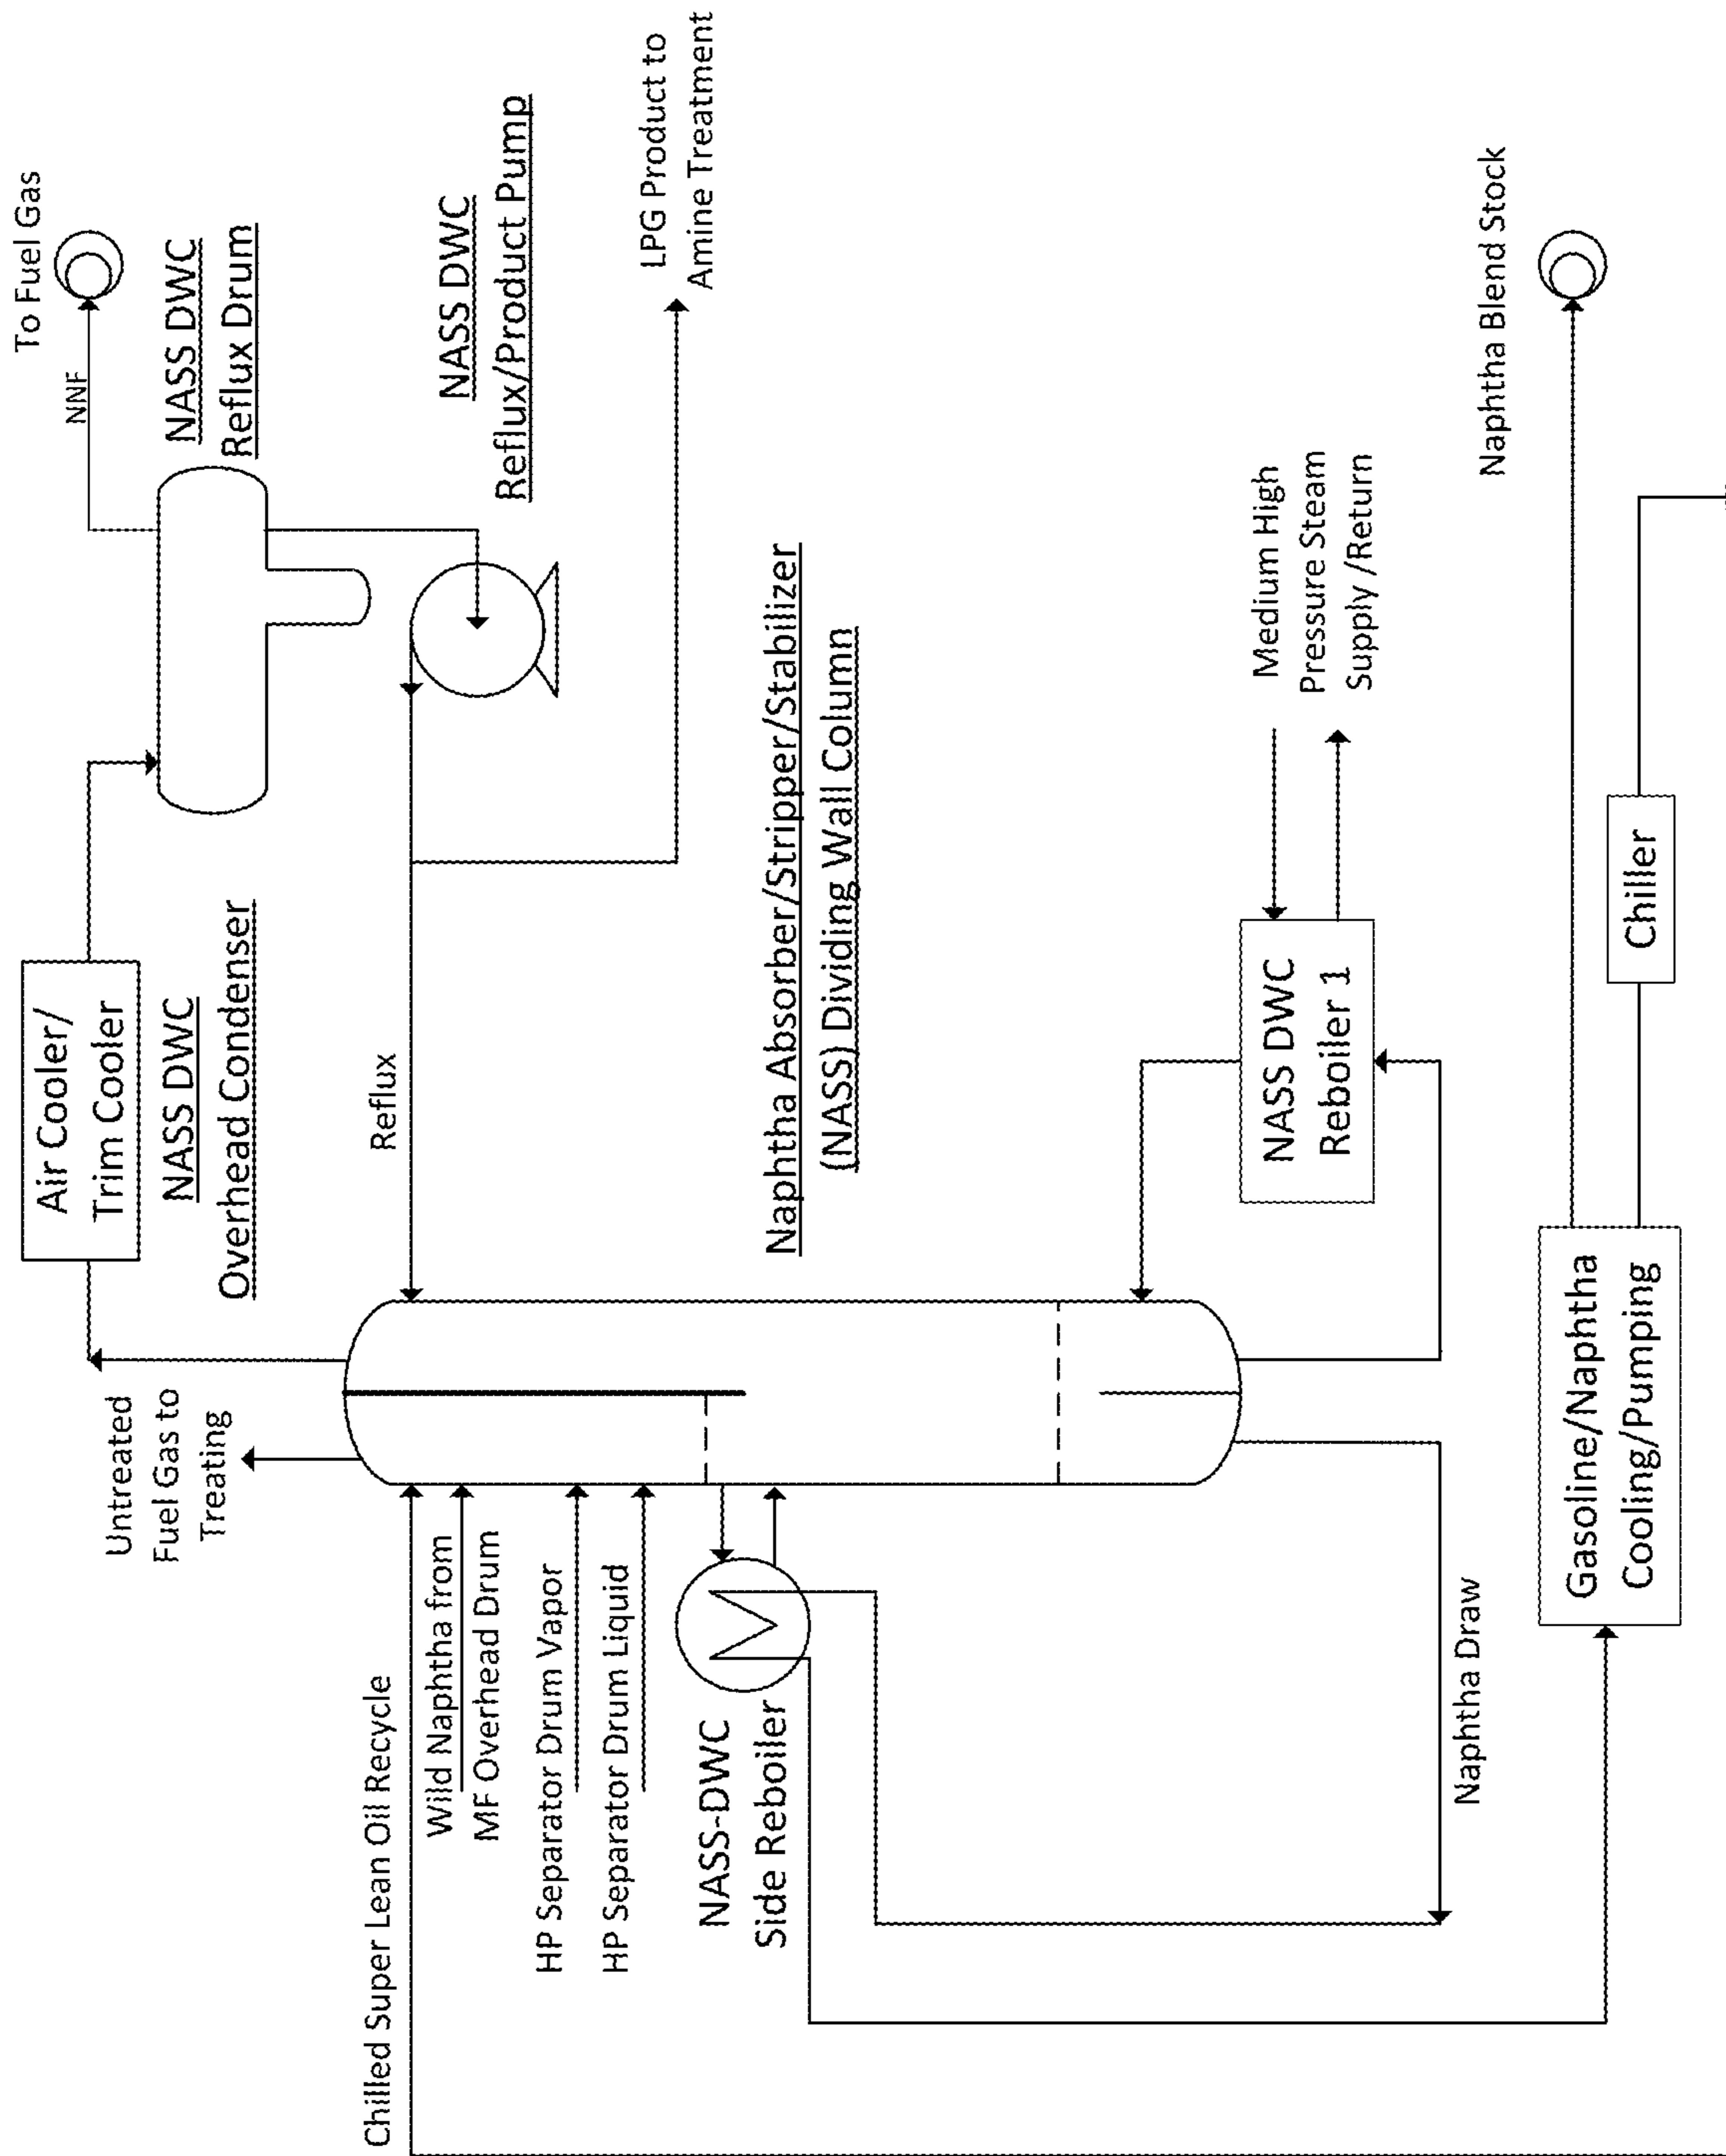 To Fuel Gas
NNF
Air Cooler/
Trim Cooler
NASS DWC
Overhead Condenser
NASS DWC
Reflux Drum
NASS DWC
Reflux/Product Pump
Untreated
Fuel Gas to
Treating
Reflux
LPG Product to
Amine Treatment
Chilled Super Lean Oil Recycle
Wild Naphtha from
MF Overhead Drum
HP Separator Drum Vapor
HP Separator Drum Liquid
NASS-DWC
Side Reboiler
Naphtha Absorber/Stripper/Stabilizer
(NASS) Dividing Wall Column
NASS DWC
Reboiler 1
Medium High
Pressure Steam
Supply /Return
Naphtha Draw
Gasoline/Naphtha
Cooling/Pumping
Chiller
Naphtha Blend Stock